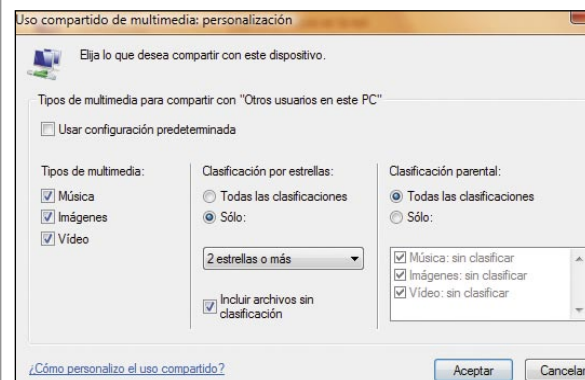 Uso compartido de multimedia: personalización
Elija lo que desea compartir con este dispositivo.
Tipos de multimedia para compartir con "Otros usuarios en este PC"
Usar configuración predeterminada
Tipos de multimedia:
Música
Imágenes
Vídeo
Clasificación por estrellas:
Todas las clasificaciones
Sólo:
2 estrellas o más
Incluir archivos sin
clasificación
Clasificación parental:
Todas las clasificaciones
Sólo:
Música: sin clasificar
Imágenes: sin clasificar
Vídeo: sin clasificar
¿Cómo personalizo el uso compartido?
Aceptar
Cancelar